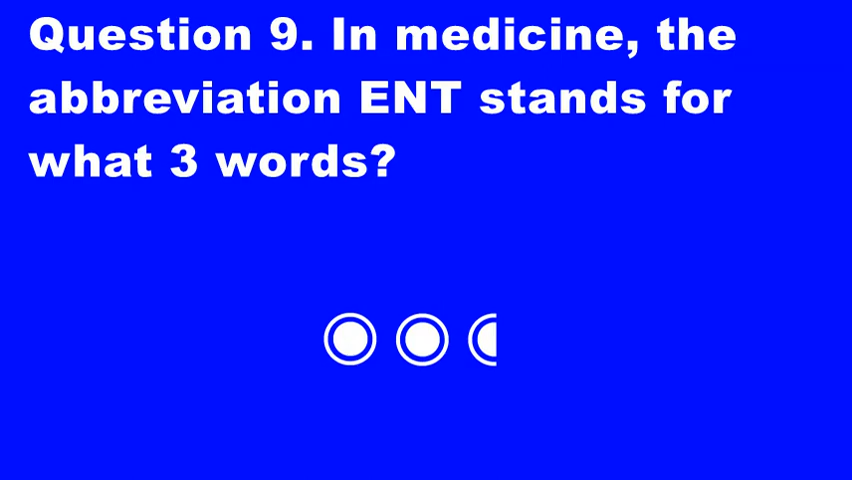 Question 9. In medicine, the
abbreviation ENT stands for
what 3 words?